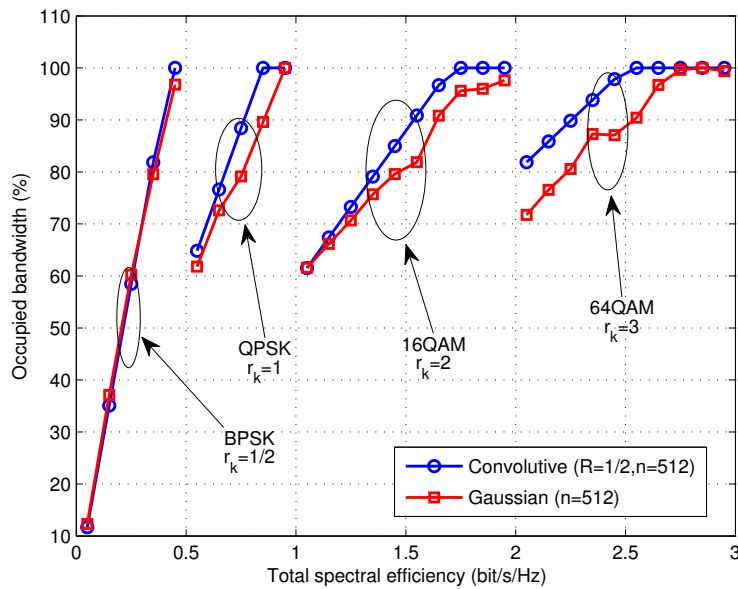 100
90
80
70
60
50
40
30
20
10
Occupied bandwidth (%)
0
0.5
1
1.5
2
2.5
3
Total spectral efficiency (bit/s/Hz)
BPSK
r_k=1/2
QPSK
r_k=1
16QAM
r_k=2
64QAM
r_k=3
Convolutive (R=1/2,n=512)
Gaussian (n=512)